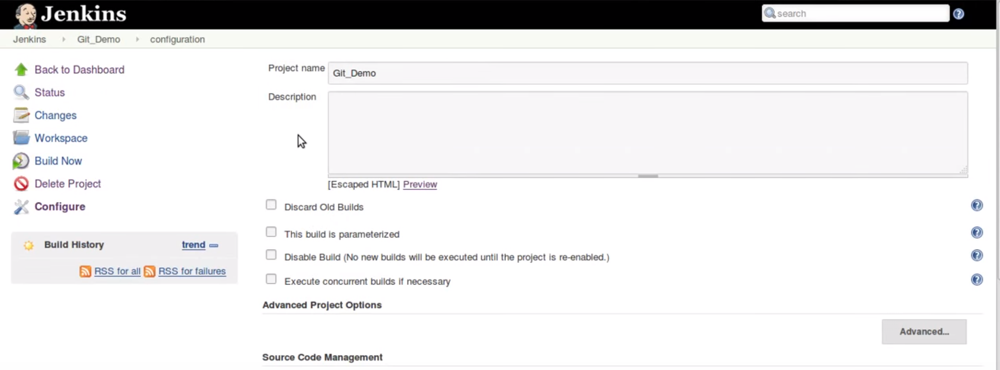 Jenkins
search
Jenkins Git_Demo configuration
Back to Dashboard
Status
Changes
Workspace
Build Now
Delete Project
Configure
Build History trend
RSS for all RSS for failures
Project name Git_Demo
Description
[Escaped HTML] Preview
Discard Old Builds
This build is parameterized
Disable Build (No new builds will be executed until the project is re-enabled.)
Execute concurrent builds if necessary
Advanced Project Options
Advanced...
Source Code Management